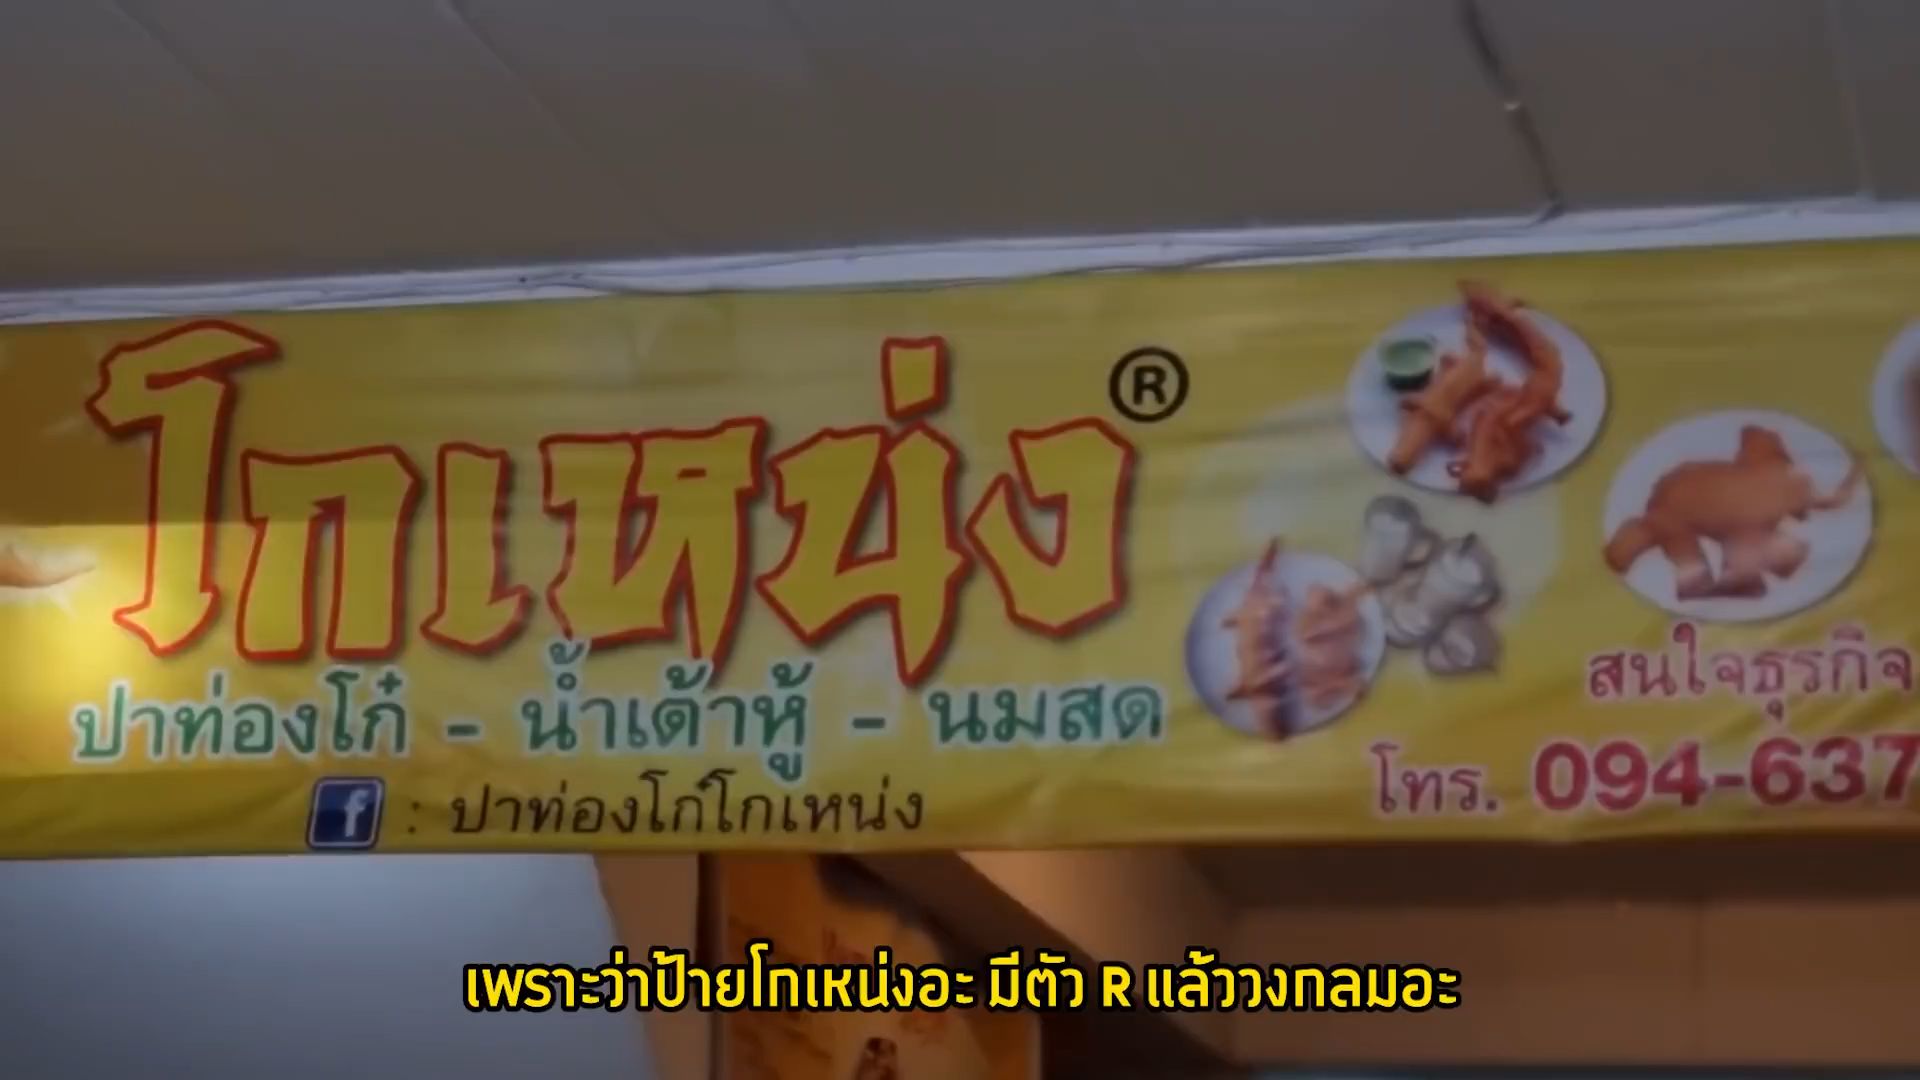 โกเหน่ง®
ปาท่องโก๋ - น้ำเต้าหู้ - นมสด
f : ปาท่องโก๋โกเหน่ง
สนใจธุรกิจ
โทร. 094-637
เพราะว่าป้ายโกเหน่งอะ มีตัว R แล้ววงกลมอะ